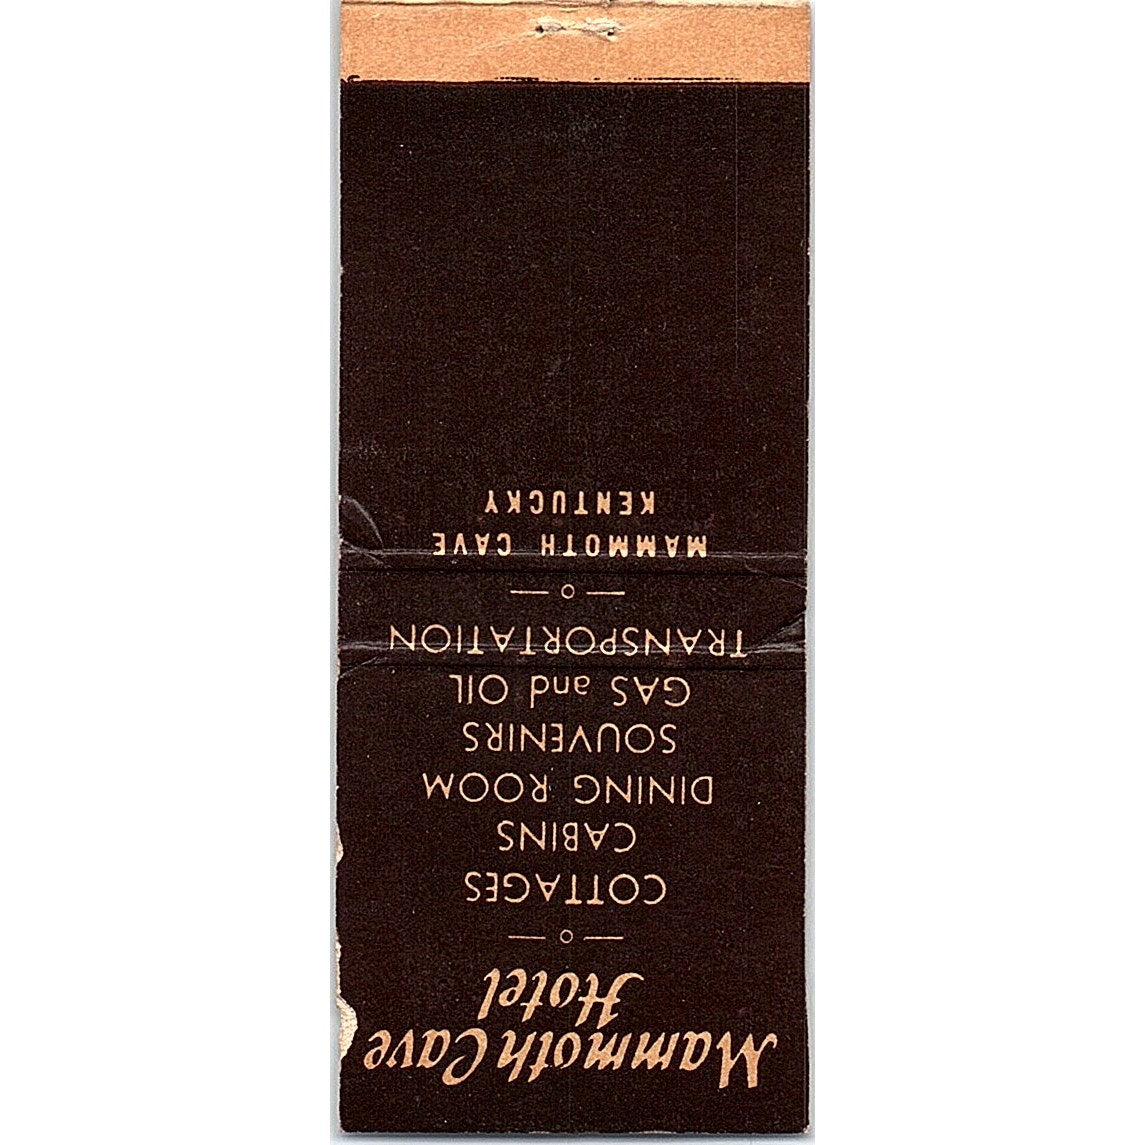 Mammoth Cave
Hotel
COTTAGES
CABINS
DINING ROOM
SOUVENIRS
GAS and OIL
TRANSPORTATION
MAMMOTH CAVE
KENTUCKY